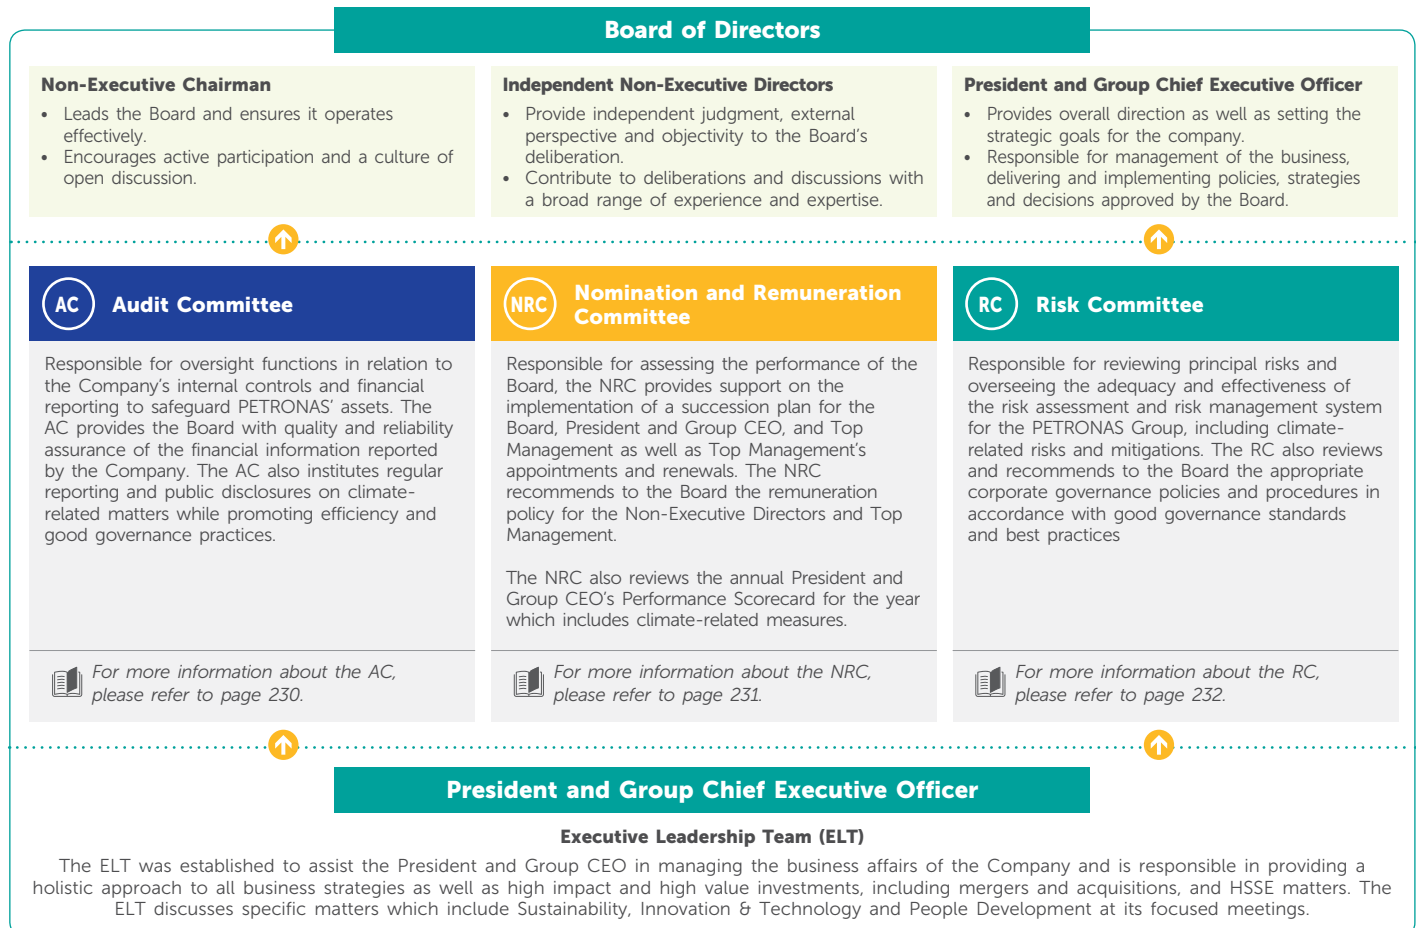 Board of Directors
Non-Executive Chairman
• Leads the Board and ensures it operates
effectively.
• Encourages active participation and a culture of
open discussion.
Independent Non-Executive Directors
• Provide independent judgment, external
perspective and objectivity to the Board's
deliberation.
• Contribute to deliberations and discussions with
a broad range of experience and expertise.
President and Group Chief Executive Officer
• Provides overall direction as well as setting the
strategic goals for the company.
• Responsible for management of the business,
delivering and implementing policies, strategies
and decisions approved by the Board.
AC Audit Committee
Responsible for oversight functions in relation to
the Company's internal controls and financial
reporting to safeguard PETRONAS' assets. The
AC provides the Board with quality and reliability
assurance of the financial information reported
by the Company. The AC also institutes regular
reporting and public disclosures on climate-
related matters while promoting efficiency and
good governance practices.
For more information about the AC,
please refer to page 230.
NRC Nomination and Remuneration
Committee
Responsible for assessing the performance of the
Board, the NRC provides support on the
implementation of a succession plan for the
Board, President and Group CEO, and Top
Management as well as Top Management's
appointments and renewals. The NRC
recommends to the Board the remuneration
policy for the Non-Executive Directors and Top
Management.
The NRC also reviews the annual President and
Group CEO's Performance Scorecard for the year
which includes climate-related measures.
For more information about the NRC,
please refer to page 231.
RC Risk Committee
Responsible for reviewing principal risks and
overseeing the adequacy and effectiveness of
the risk assessment and risk management system
for the PETRONAS Group, including climate-
related risks and mitigations. The RC also reviews
and recommends to the Board the appropriate
corporate governance policies and procedures in
accordance with good governance standards
and best practices
For more information about the RC,
please refer to page 232.
President and Group Chief Executive Officer
Executive Leadership Team (ELT)
The ELT was established to assist the President and Group CEO in managing the business affairs of the Company and is responsible in providing a
holistic approach to all business strategies as well as high impact and high value investments, including mergers and acquisitions, and HSSE matters. The
ELT discusses specific matters which include Sustainability, Innovation & Technology and People Development at its focused meetings.